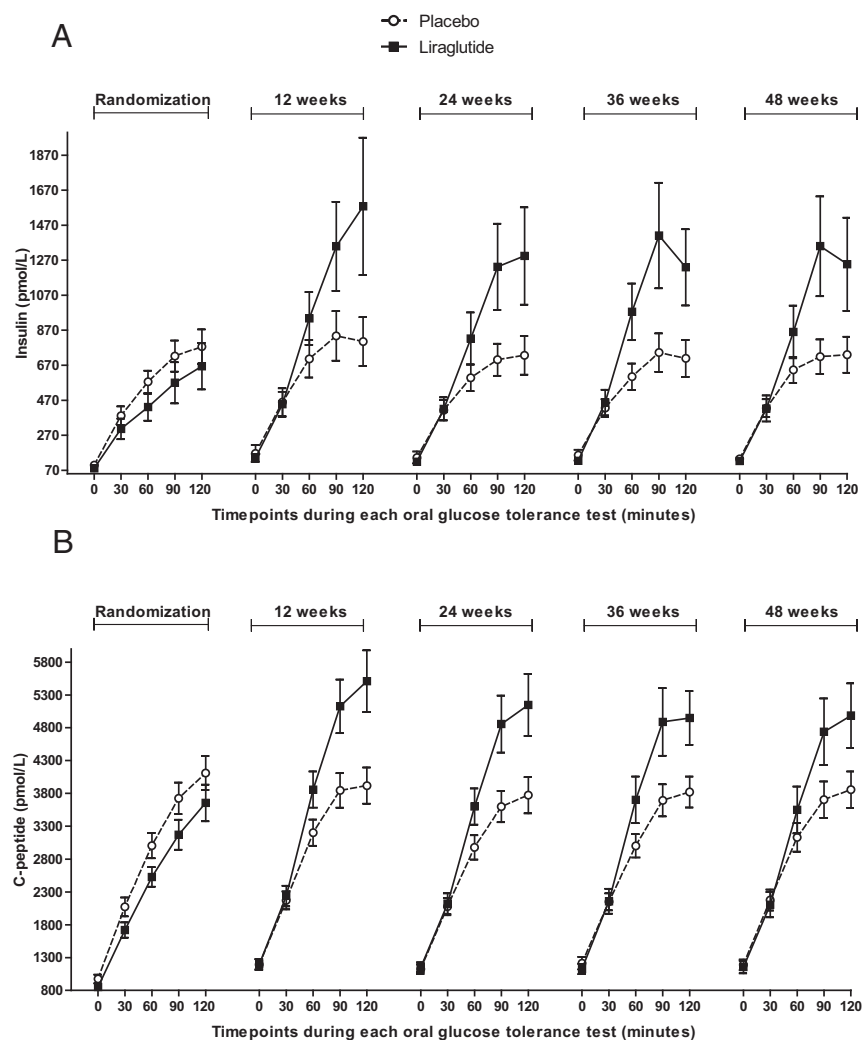 Placebo
Liraglutide
A
Randomization 12 weeks 24 weeks 36 weeks 48 weeks
Insulin (pmol/L)
1870
1670
1470
1270
1070
870
670
470
270
70
0 30 60 90 120 0 30 60 90 120 0 30 60 90 120 0 30 60 90 120 0 30 60 90 120
Timepoints during each oral glucose tolerance test (minutes)
B
Randomization 12 weeks 24 weeks 36 weeks 48 weeks
C-peptide (pmol/L)
5800
5300
4800
4300
3800
3300
2800
2300
1800
1300
800
0 30 60 90 120 0 30 60 90 120 0 30 60 90 120 0 30 60 90 120 0 30 60 90 120
Timepoints during each oral glucose tolerance test (minutes)